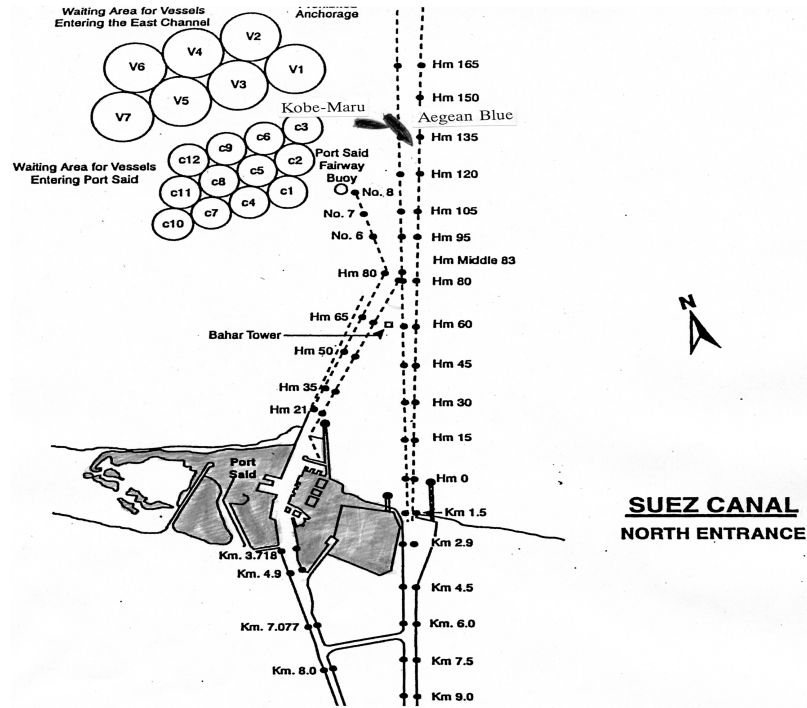 Waiting Area for Vessels
Entering the East Channel
Anchorage
V2
V4
V6
V1
V3
V5
V7
Kobe-Maru
Aegean Blue
Hm 165
Hm 150
Hm 135
Hm 120
Hm 105
Hm 95
Hm Middle 83
Hm 80
Hm 60
Hm 45
Hm 30
Hm 15
Hm 0
Km 1.5
Km 2.9
Km 4.5
Km 6.0
Km 7.5
Km 9.0
c3
c6
c9
c12
c2
c5
c8
c11
c1
c4
c7
c10
Waiting Area for Vessels
Entering Port Said
Port Said
Fairway
Buoy
No. 8
No. 7
No. 6
Hm 80
Hm 65
Bahar Tower
Hm 50
Hm 35
Hm 21
Port
Said
Km. 3.718
Km. 4.9
Km. 7.077
Km. 8.0
N
SUEZ CANAL
NORTH ENTRANCE